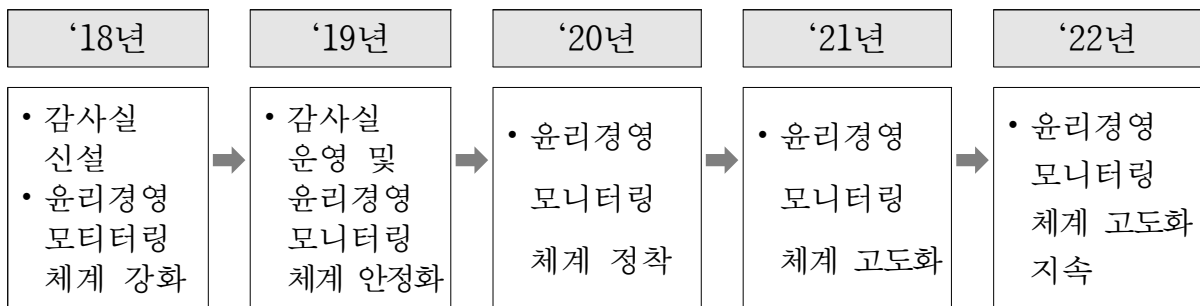 ‘18년
‘19년
‘20년
‘21년
‘22년
• 감사실
신설
• 윤리경영
모티터링
체계 강화
• 감사실
운영 및
윤리경영
모니터링
체계 안정화
• 윤리경영
모니터링
체계 정착
• 윤리경영
모니터링
체계 고도화
• 윤리경영
모니터링
체계 고도화
지속